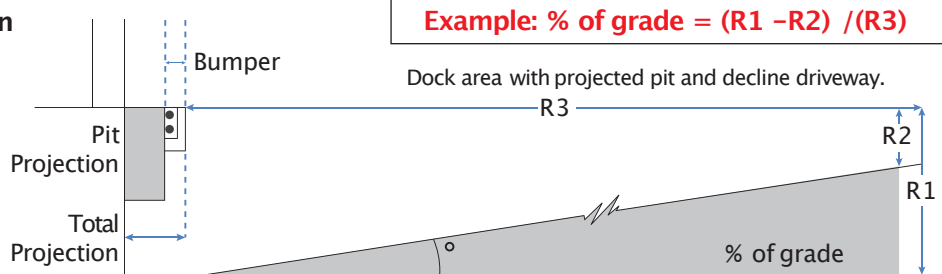 n
Example: % of grade = (R1 –R2) /(R3)
Bumper
Dock area with projected pit and decline driveway.
R3
Pit
Projection
R2
R1
Total
Projection
% of grade